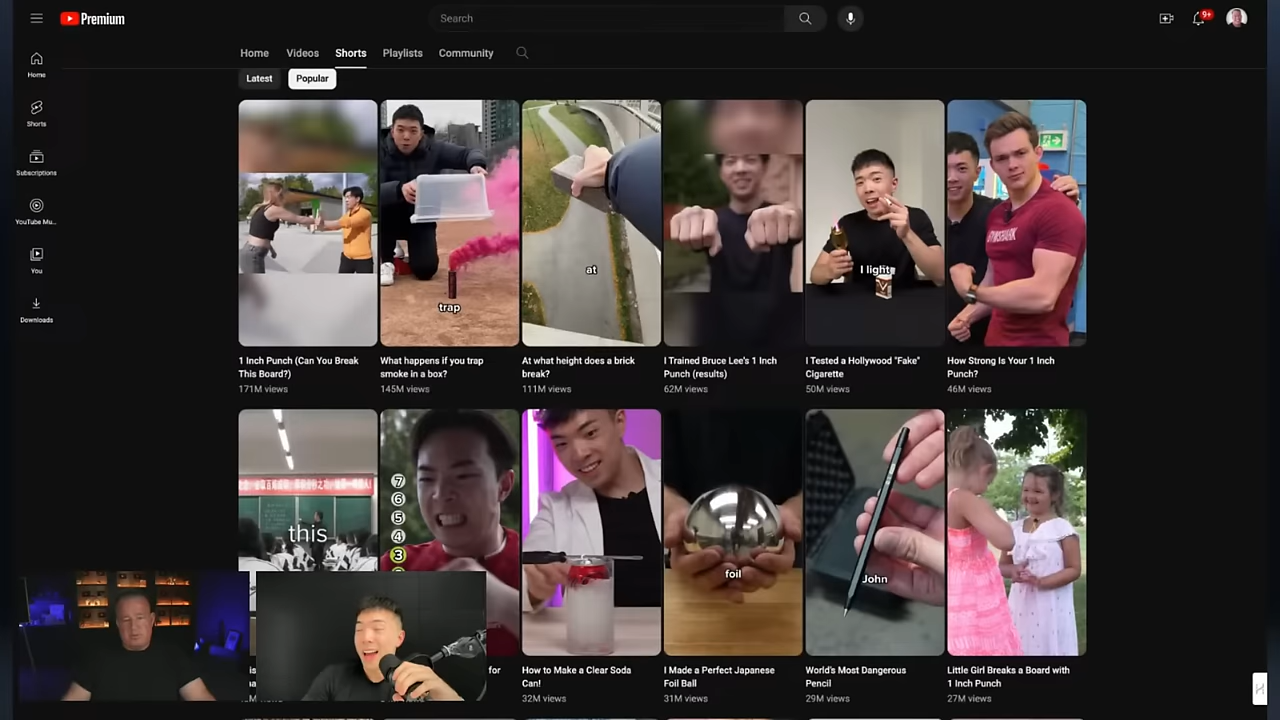 Premium
Search
9+
Home
Videos
Shorts
Playlists
Community
Latest
Popular
Home
Shorts
Subscriptions
YouTube Mu...
You
Downloads
trap
at
I light
GYMSHARK
1 Inch Punch (Can You Break
This Board?)
171M views
What happens if you trap
smoke in a box?
145M views
At what height does a brick
break?
111M views
I Trained Bruce Lee's 1 Inch
Punch (results)
62M views
I Tested a Hollywood "Fake"
Cigarette
50M views
How Strong Is Your 1 Inch
Punch?
46M views
this
7
6
5
4
3
foil
John
for
How to Make a Clear Soda
Can!
32M views
I Made a Perfect Japanese
Foil Ball
31M views
World's Most Dangerous
Pencil
29M views
Little Girl Breaks a Board with
1 Inch Punch
27M views